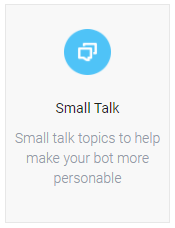 Small Talk
Small talk topics to help
make your bot more
personable